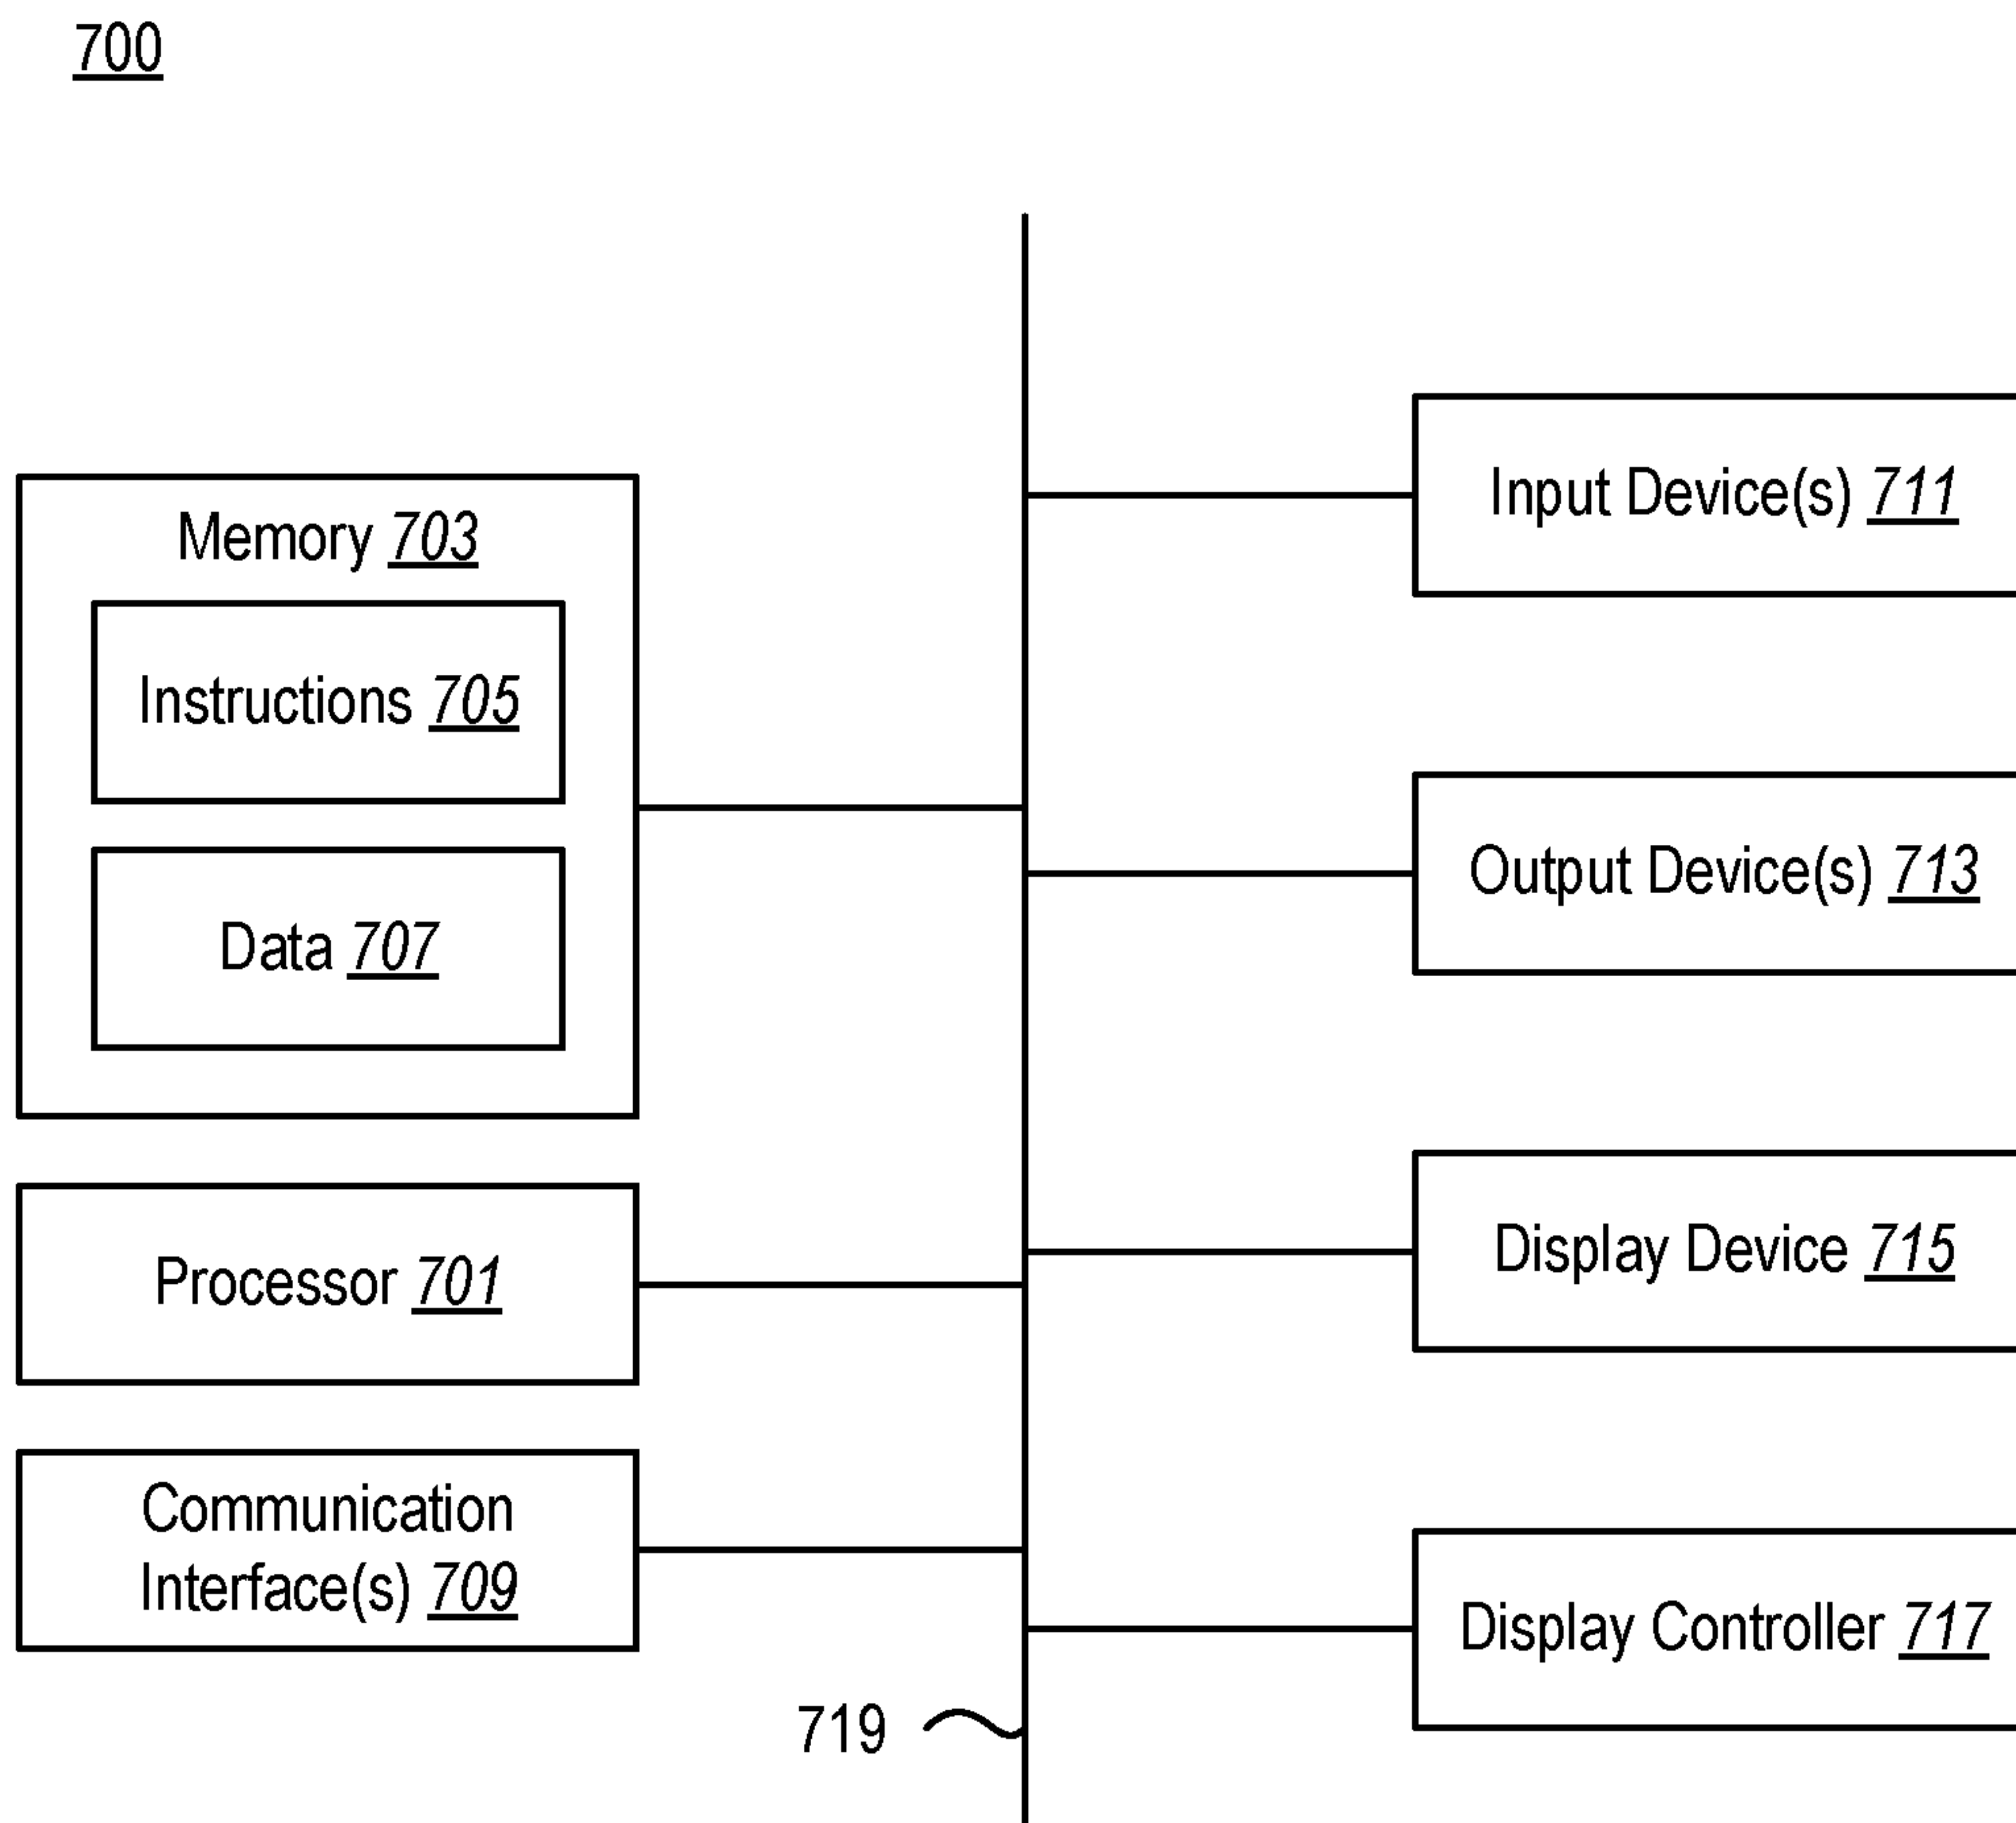 700
Memory 703
Instructions 705
Data 707
Processor 701
Communication
Interface(s) 709
Input Device(s) 711
Output Device(s) 713
Display Device 715
Display Controller 717
719